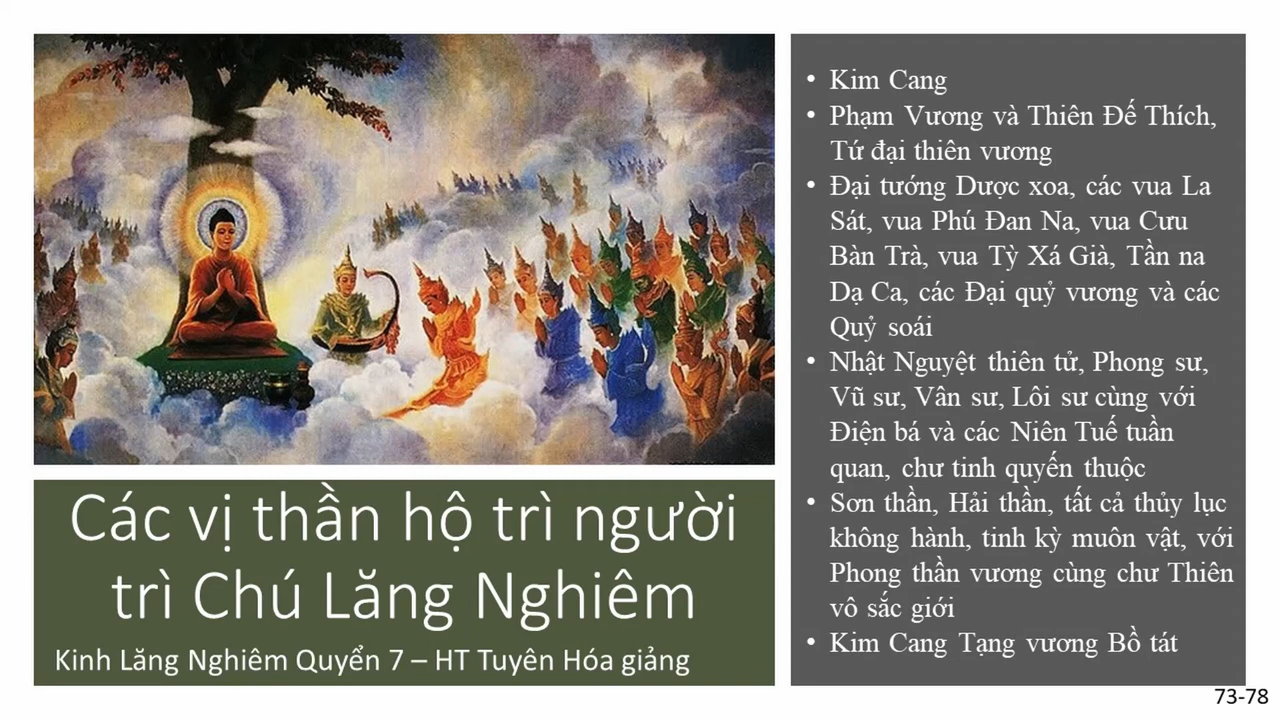 Các vị thần hộ trì người
trì Chú Lăng Nghiêm
Kinh Lăng Nghiêm Quyển 7 – HT Tuyên Hóa giảng
• Kim Cang
• Phạm Vương và Thiên Đế Thích,
Tứ đại thiên vương
• Đại tướng Dược xoa, các vua La
Sát, vua Phú Đan Na, vua Cưu
Bàn Trà, vua Tỳ Xá Già, Tần na
Dạ Ca, các Đại quỷ vương và các
Quỷ soái
• Nhật Nguyệt thiên tử, Phong sư,
Vũ sư, Vân sư, Lôi sư cùng với
Điện bá và các Niên Tuế tuần
quan, chư tinh quyến thuộc
• Sơn thần, Hải thần, tất cả thủy lục
không hành, tinh kỳ muôn vật, với
Phong thần vương cùng chư Thiên
vô sắc giới
• Kim Cang Tạng vương Bồ tát
73-78